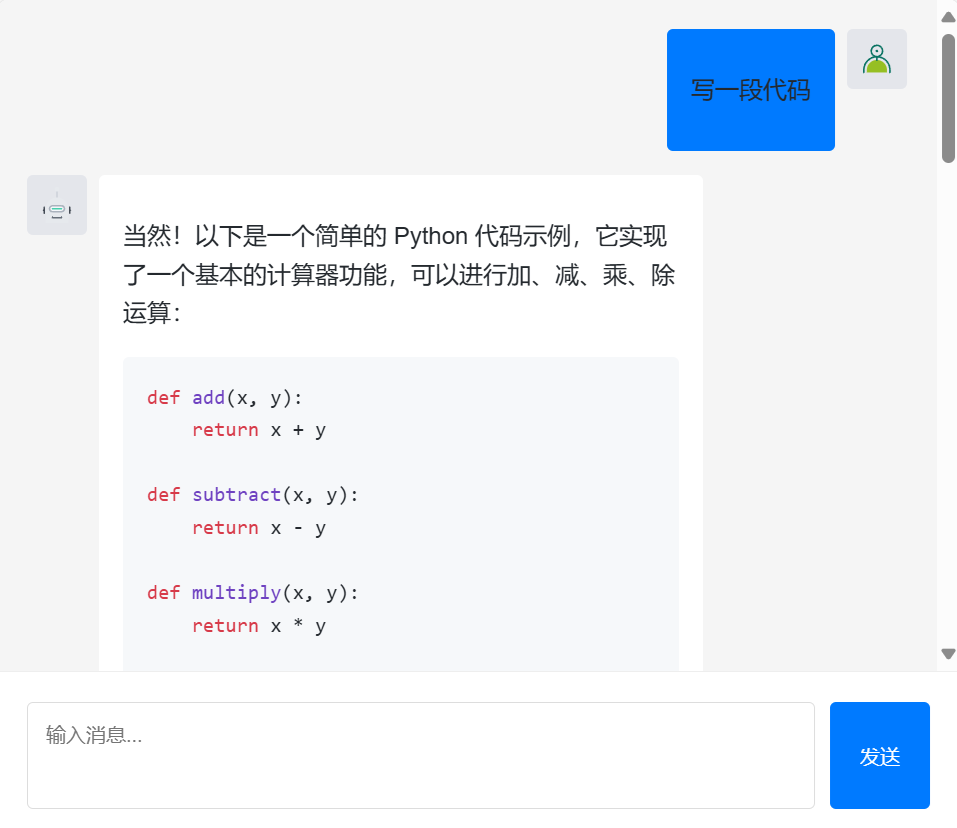 写一段代码
当然！以下是一个简单的 Python 代码示例，它实现
了一个基本的计算器功能，可以进行加、减、乘、除
运算：
def add(x, y):
    return x + y
def subtract(x, y):
    return x - y
def multiply(x, y):
    return x * y
输入消息...
发送